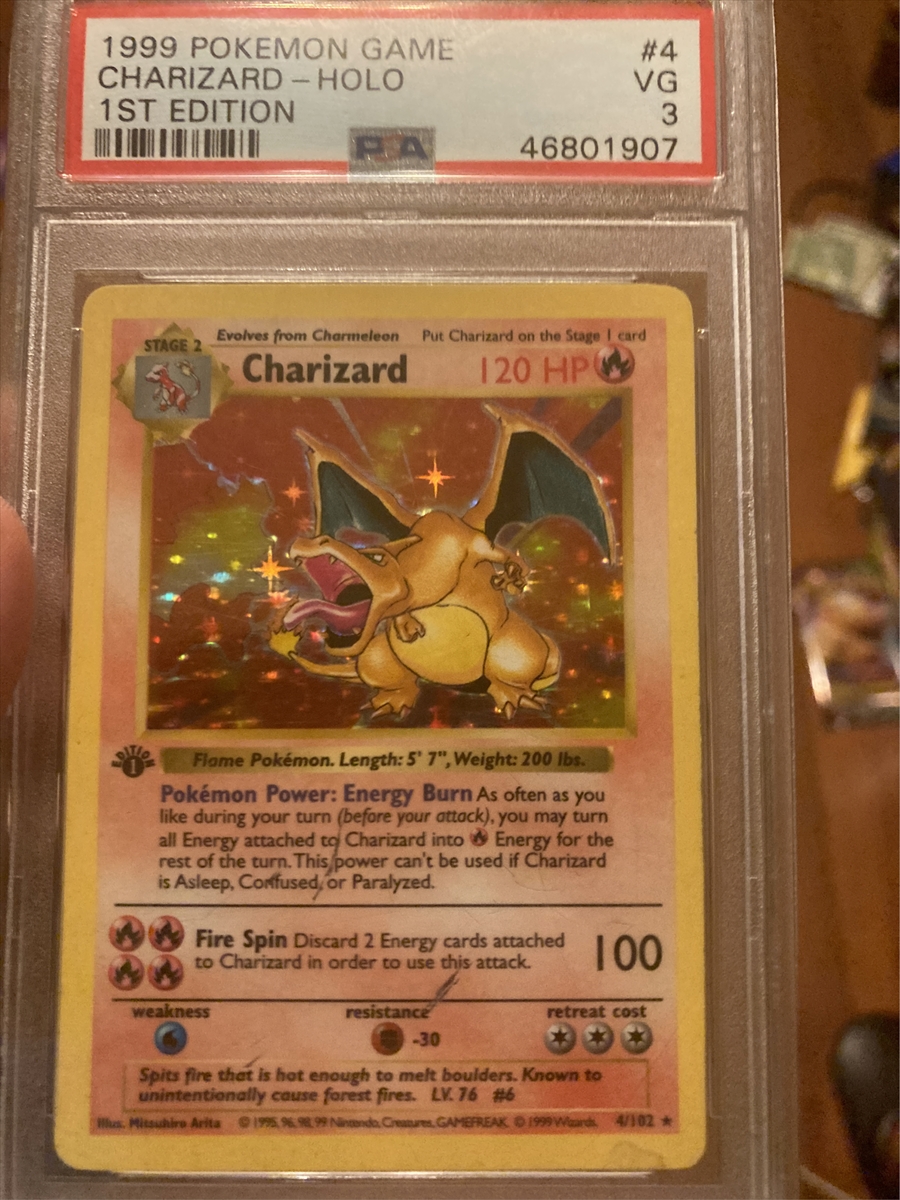 1999 POKEMON GAME #4
CHARIZARD – HOLO VG
1ST EDITION 3
PSA 46801907
Evolves from Charmeleon Put Charizard on the Stage 1 card
STAGE 2
Charizard 120 HP
EDITION 1
Flame Pokémon. Length: 5' 7", Weight: 200 lbs.
Pokémon Power: Energy Burn As often as you
like during your turn (before your attack), you may turn
all Energy attached to Charizard into Energy for the
rest of the turn. This power can't be used if Charizard
is Asleep, Confused, or Paralyzed.
Fire Spin Discard 2 Energy cards attached
to Charizard in order to use this attack. 100
weakness resistance retreat cost
-30
Spits fire that is hot enough to melt boulders. Known to
unintentionally cause forest fires. LV. 76 #6
Illus. Mitsuhiro Arita © 1995, 96, 98, 99 Nintendo, Creatures, GAMEFREAK. © 1999 Wizards. 4/102 ★